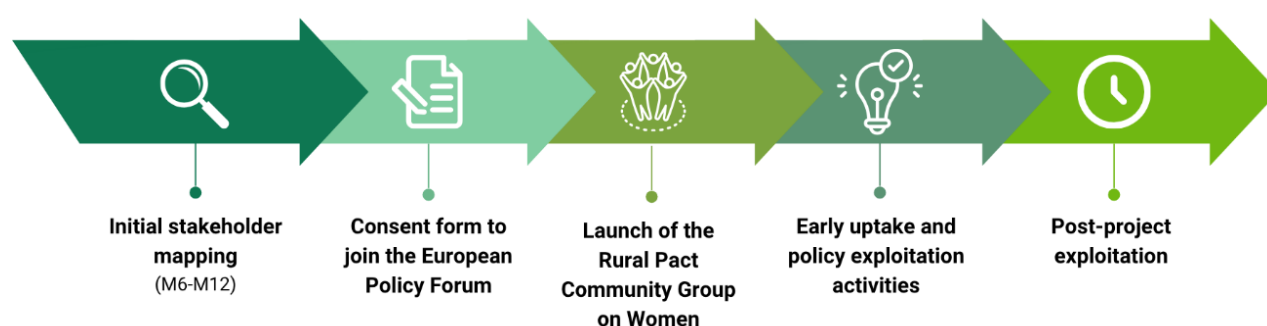 Initial stakeholder
mapping
(M6-M12)
Consent form to
join the European
Policy Forum
Launch of the
Rural Pact
Community Group
on Women
Early uptake and
policy exploitation
activities
Post-project
exploitation